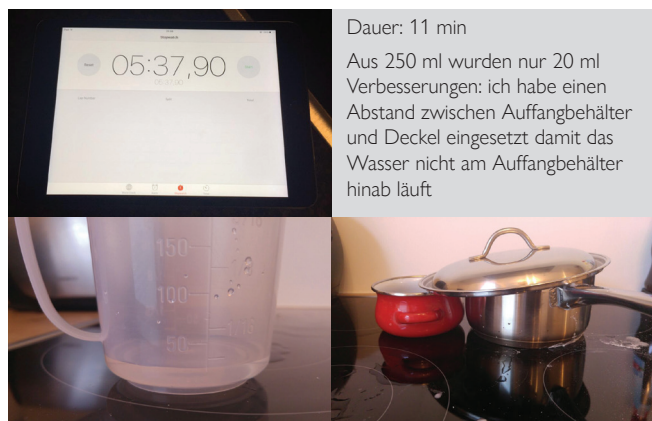 05:37,90
Dauer: 11 min
Aus 250 ml wurden nur 20 ml
Verbesserungen: ich habe einen
Abstand zwischen Auffangbehälter
und Deckel eingesetzt damit das
Wasser nicht am Auffangbehälter
hinab läuft
150
100
50